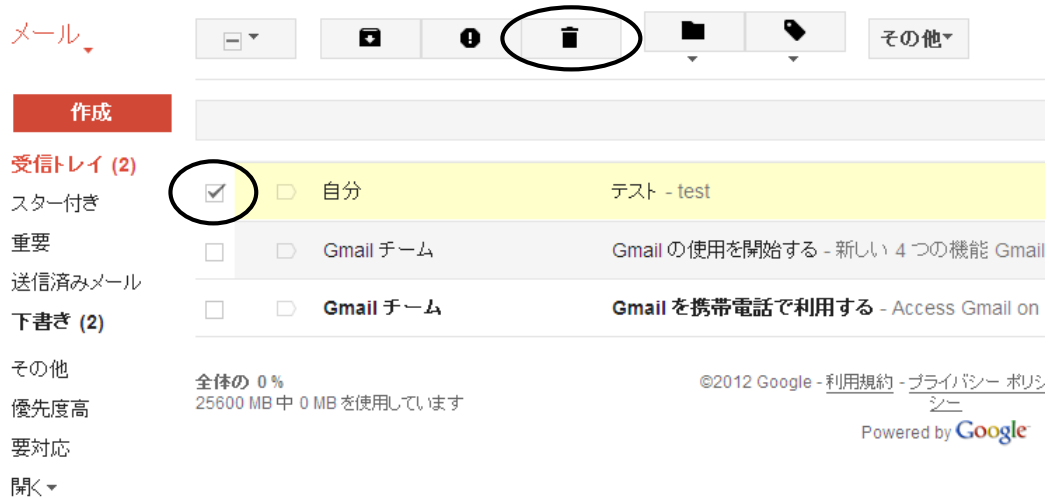 メール
その他
作成
受信トレイ (2)
スター付き
重要
送信済みメール
下書き (2)
その他
優先度高
要対応
開く
自分 テスト - test
Gmail チーム Gmail の使用を開始する - 新しい 4 つの機能 Gmail
Gmail チーム Gmail を携帯電話で利用する - Access Gmail on
全体の 0 %
25600 MB 中 0 MB を使用しています
©2012 Google - 利用規約 - プライバシー ポリシ
シー
Powered by Google